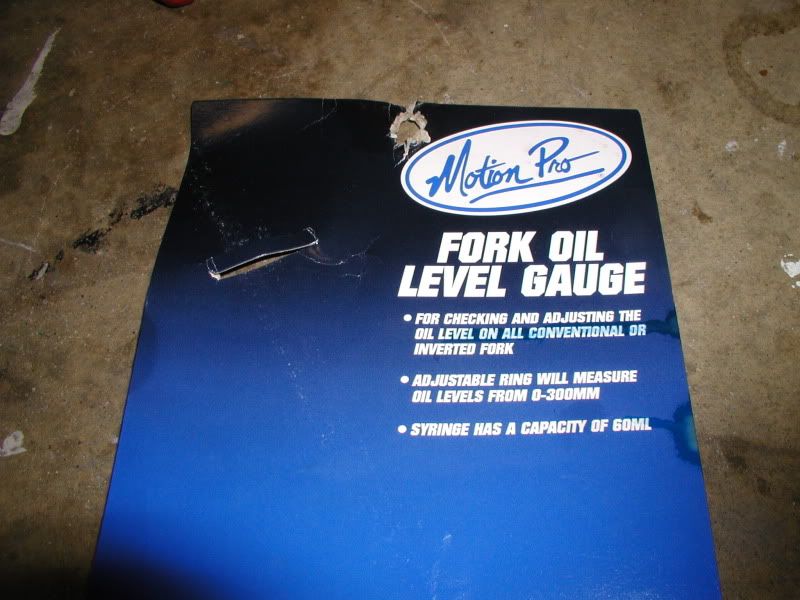 Motion Pro
FORK OIL
LEVEL GAUGE
• FOR CHECKING AND ADJUSTING THE
OIL LEVEL ON ALL CONVENTIONAL OR
INVERTED FORK
• ADJUSTABLE RING WILL MEASURE
OIL LEVELS FROM 0-300MM
• SYRINGE HAS A CAPACITY OF 60ML